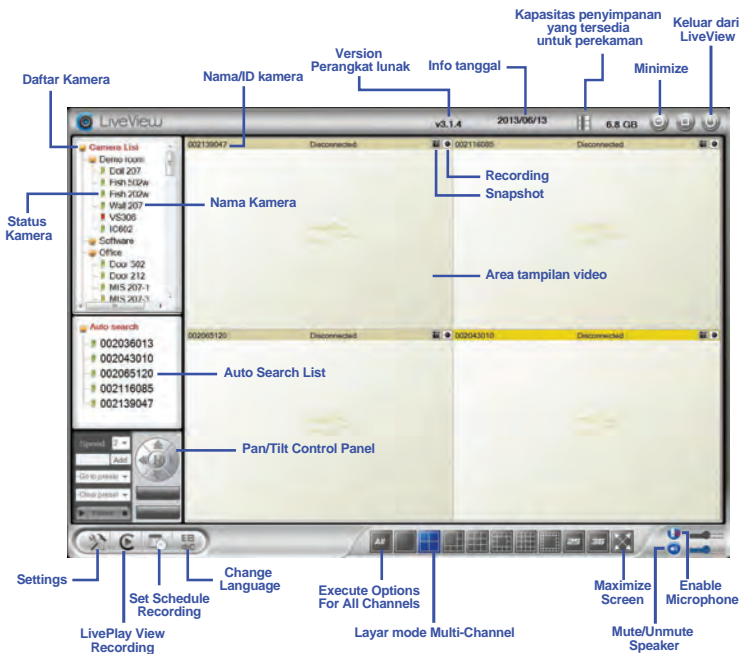 Kapasitas penyimpanan
yang tersedia
untuk perekaman
Keluar dari
LiveView
Version
Perangkat lunak
Daftar Kamera
Nama/ID kamera
Info tanggal
Minimize
LiveView
v3.1.4
2013/06/13
6.8 GB
Camera List
Demo room
Doll 207
Fish 502w
Fish 202w
Wall 207
VS306
IC602
Software
Office
Door 302
Door 212
MIS 207-1
MIS 207-3
002139047
Disconnected
002116085
Disconnected
Recording
Snapshot
Nama Kamera
Status
Kamera
Area tampilan video
Auto search
002036013
002043010
002065120
002116085
002139047
002065120
Disconnected
002043010
Disconnected
Auto Search List
Pan/Tilt Control Panel
Speed
2
Add
Go to preset
Clear preset
All
25
36
Settings
Change
Language
Set Schedule
Recording
LivePlay View
Recording
Execute Options
For All Channels
Layar mode Multi-Channel
Maximize
Screen
Enable
Microphone
Mute/Unmute
Speaker